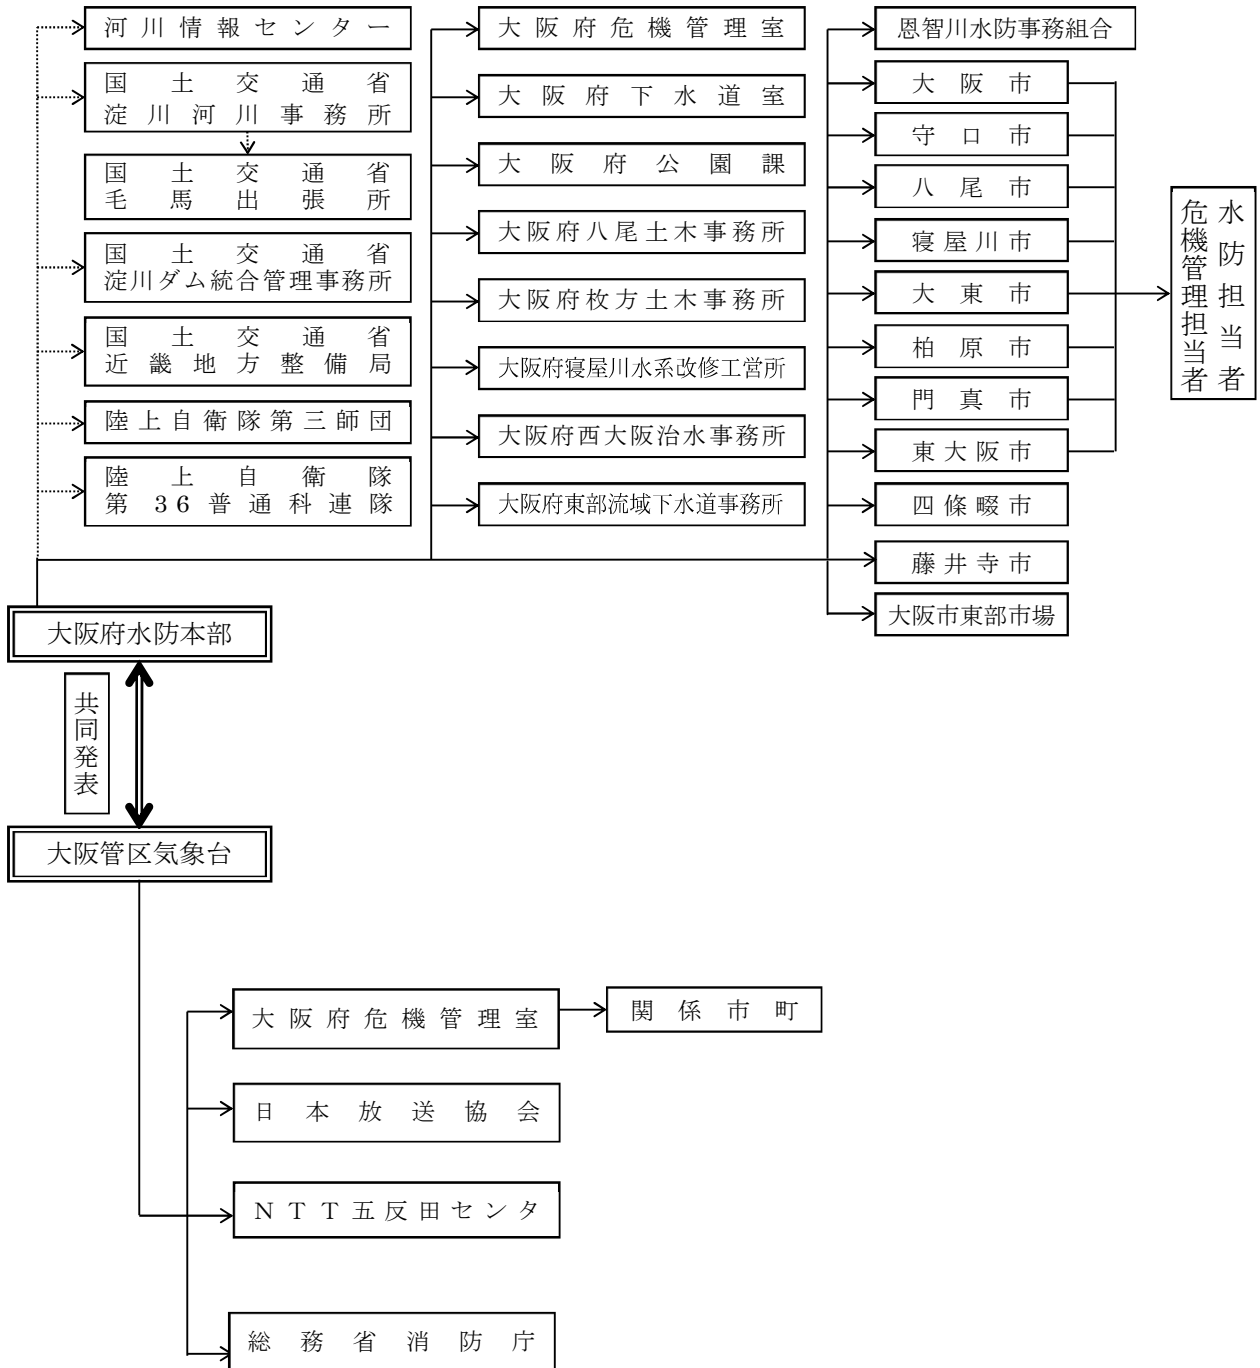 河川情報センター
国土交通省
淀川河川事務所
国土交通省
毛馬出張所
国土交通省
淀川ダム統合管理事務所
国土交通省
近畿地方整備局
陸上自衛隊第三師団
陸上自衛隊
第36普通科連隊
大阪府危機管理室
大阪府下水道室
大阪府公園課
大阪府八尾土木事務所
大阪府枚方土木事務所
大阪府寝屋川水系改修工営所
大阪府西大阪治水事務所
大阪府東部流域下水道事務所
恩智川水防事務組合
大阪市
守口市
八尾市
寝屋川市
大東市
柏原市
門真市
東大阪市
四條畷市
藤井寺市
大阪市東部市場
水防担当者
危機管理担当者
大阪府水防本部
共同発表
大阪管区気象台
大阪府危機管理室
関係市町
日本放送協会
NTT五反田センタ
総務省消防庁